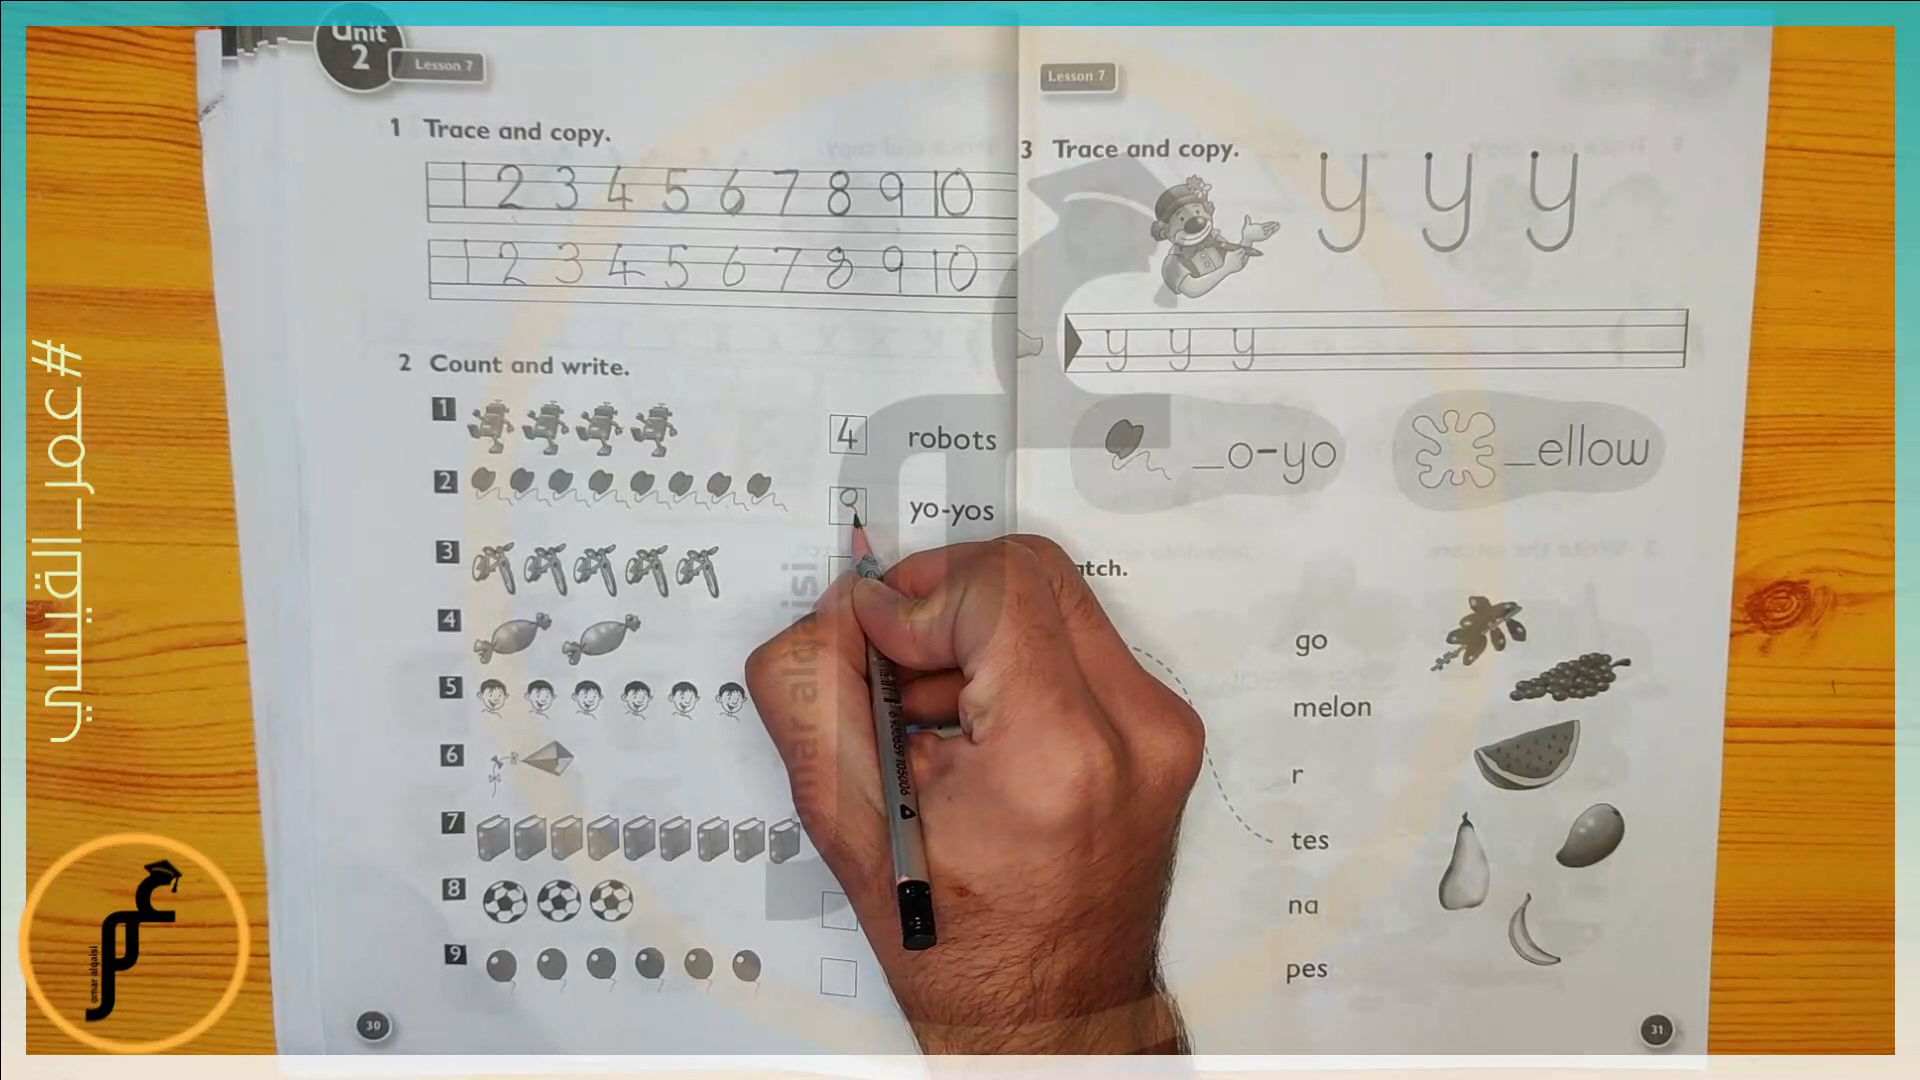 Unit
2
Lesson 7
1 Trace and copy.
1 2 3 4 5 6 7 8 9 10
1 2 3 4 5 6 7 8 9 10
2 Count and write.
1 4 robots
2 yo-yos
3
4
5
6
7
8
9
30
Lesson 7
3 Trace and copy.
y y y
y y y
_o-yo
_ellow
go
melon
r
tes
na
pes
31
#عمر_القيسي
عمر
omar alqaisi
omar alqaisi